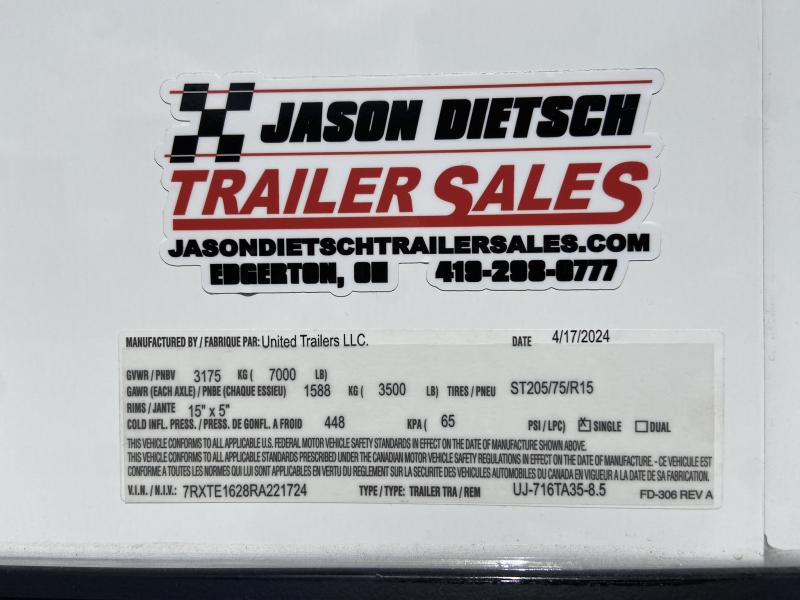 JASON DIETSCH
TRAILER SALES
JASONDIETSCHTRAILERSALES.COM
EDGERTON, OH 419-298-0777
MANUFACTURED BY / FABRIQUE PAR: United Trailers LLC. DATE 4/17/2024
GVWR / PNBV 3175 KG ( 7000 LB)
GAWR (EACH AXLE) / PNBE (CHAQUE ESSIEU) 1588 KG ( 3500 LB) TIRES / PNEU ST205/75/R15
RIMS / JANTE 15" x 5"
COLD INFL. PRESS. / PRESS. DE GONFL. A FROID 448 KPA ( 65 PSI / LPC) X SINGLE DUAL
THIS VEHICLE CONFORMS TO ALL APPLICABLE U.S. FEDERAL MOTOR VEHICLE SAFETY STANDARDS IN EFFECT ON THE DATE OF MANUFACTURE SHOWN ABOVE.
THIS VEHICLE CONFORMS TO ALL APPLICABLE STANDARDS PRESCRIBED UNDER THE CANADIAN MOTOR VEHICLE SAFETY REGULATIONS IN EFFECT ON THE DATE OF MANUFACTURE. - CE VEHICULE EST
CONFORME A TOUTES LES NORMES QUI LUI SONT APPLICABLES EN VERTU DU REGLEMENT SUR LA SECURITE DES VEHICULES AUTOMOBILES DU CANADA EN VIGUEUR A LA DATE DE SA FABRICATION.
V.I.N. / N.I.V.: 7RXTE1628RA221724 TYPE / TYPE: TRAILER TRA / REM UJ-716TA35-8.5 FD-306 REV A